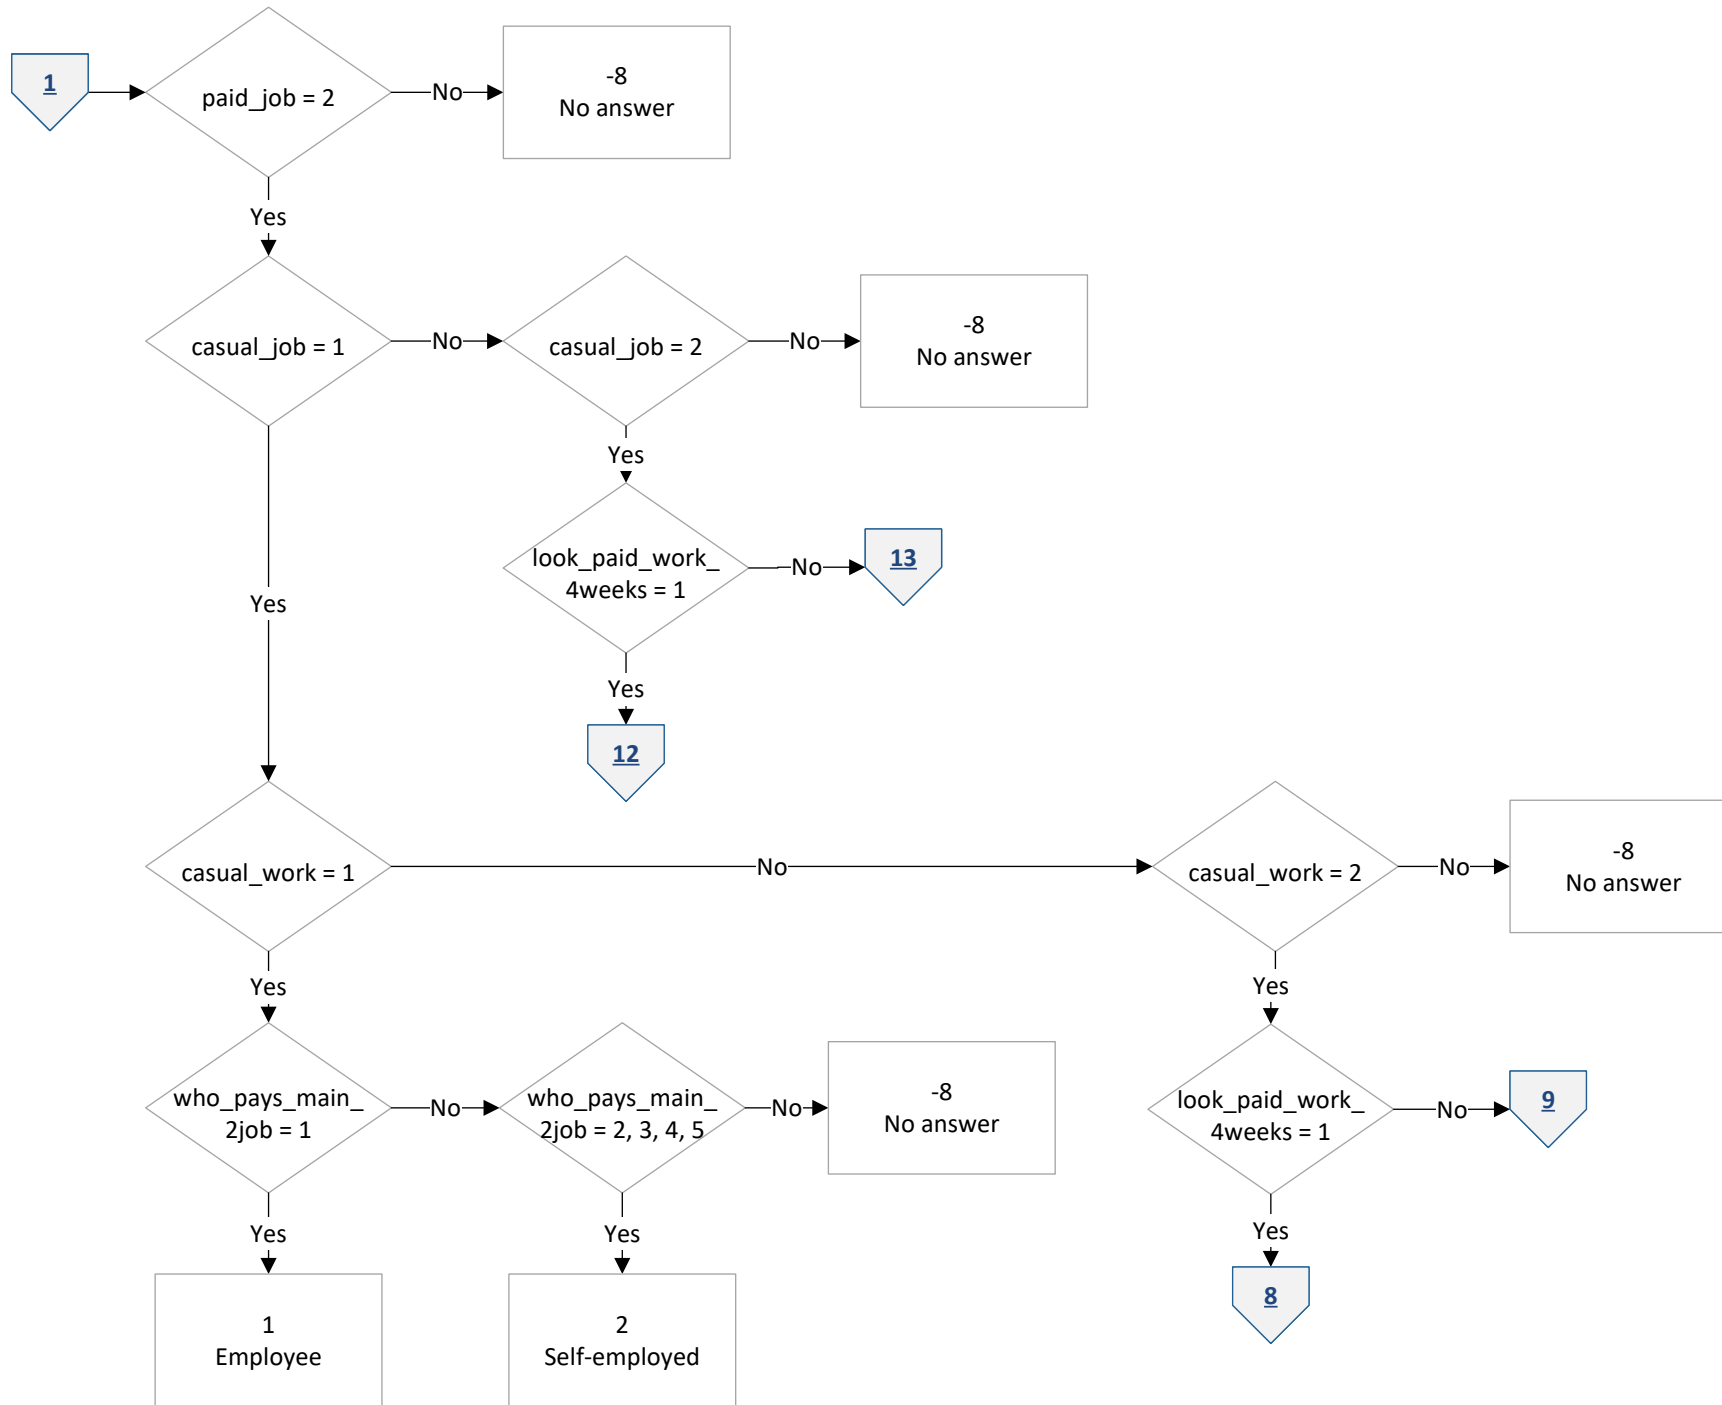 1
paid_job = 2
No
-8
No answer
Yes
casual_job = 1
No
casual_job = 2
No
-8
No answer
Yes
look_paid_work_
4weeks = 1
No
13
Yes
Yes
12
casual_work = 1
No
casual_work = 2
No
-8
No answer
Yes
Yes
who_pays_main_
2job = 1
No
who_pays_main_
2job = 2, 3, 4, 5
No
-8
No answer
look_paid_work_
4weeks = 1
No
9
Yes
Yes
Yes
1
Employee
2
Self-employed
8